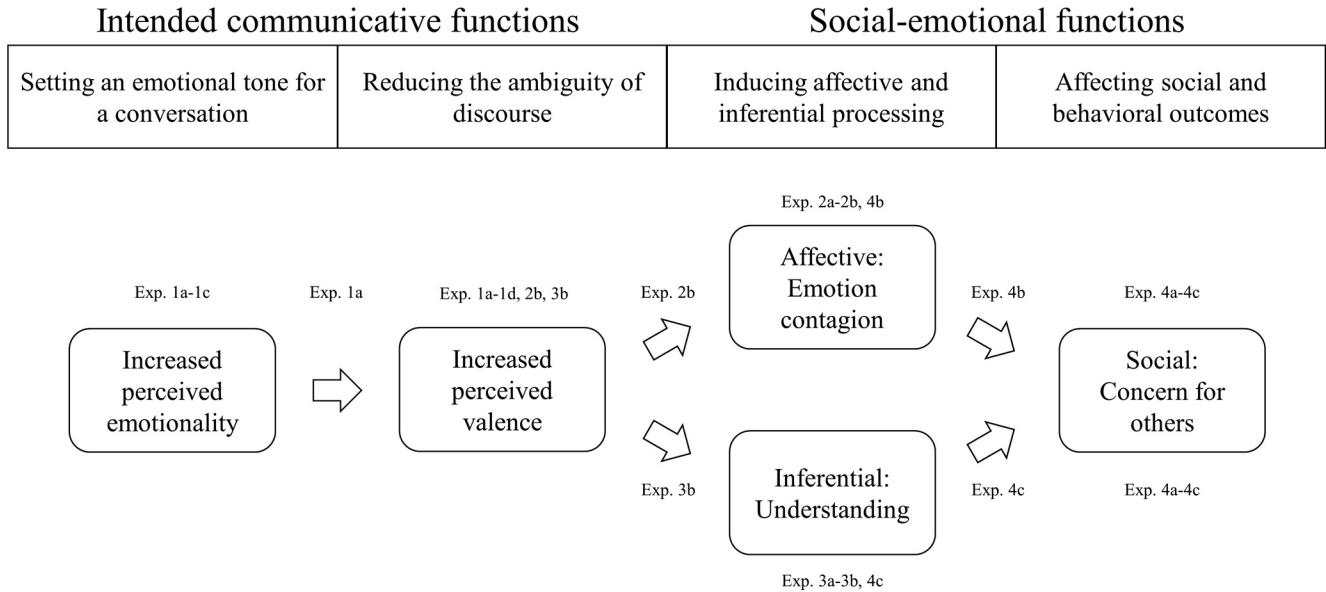 Intended communicative functions
Social-emotional functions
Setting an emotional tone for
a conversation
Reducing the ambiguity of
discourse
Inducing affective and
inferential processing
Affecting social and
behavioral outcomes
Exp. 1a-1c
Increased
perceived
emotionality
Exp. 1a
Exp. 1a-1d, 2b, 3b
Increased
perceived
valence
Exp. 2b
Exp. 3b
Exp. 2a-2b, 4b
Affective:
Emotion
contagion
Inferential:
Understanding
Exp. 3a-3b, 4c
Exp. 4b
Exp. 4c
Exp. 4a-4c
Social:
Concern for
others
Exp. 4a-4c